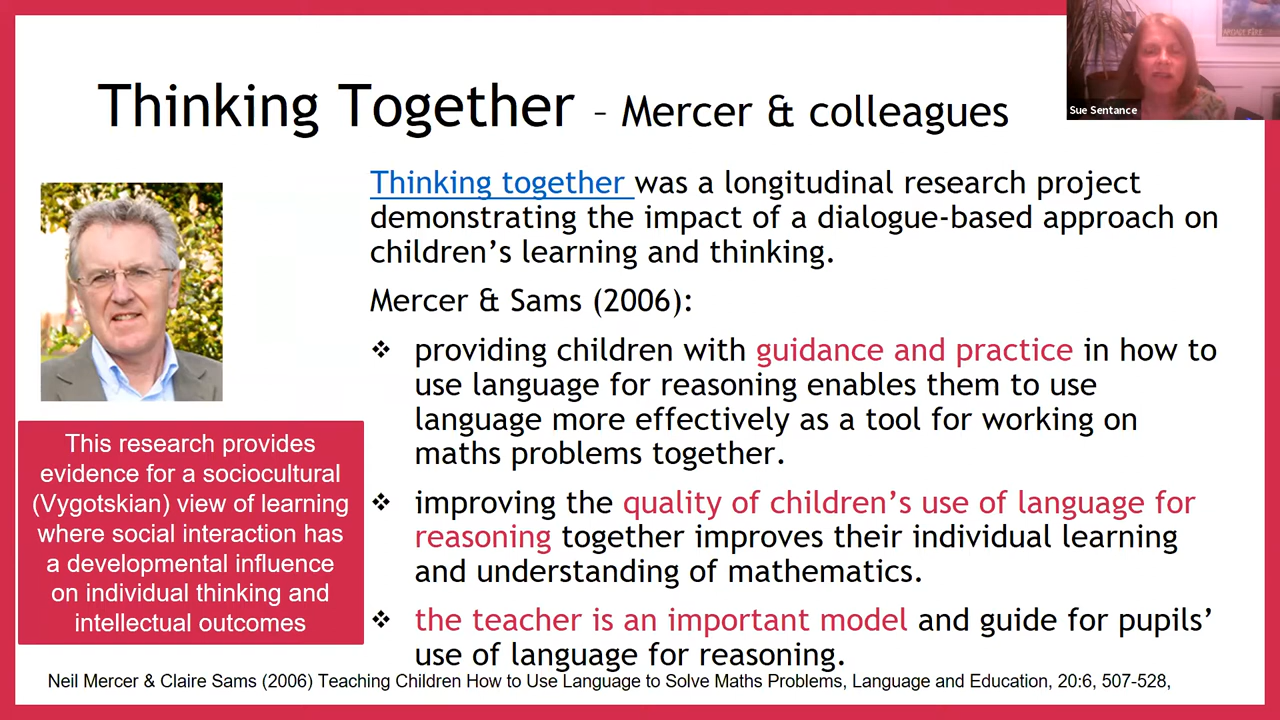 Sue Sentance
Thinking Together – Mercer & colleagues
Thinking together was a longitudinal research project
demonstrating the impact of a dialogue-based approach on
children’s learning and thinking.
Mercer & Sams (2006):
❖ providing children with guidance and practice in how to
use language for reasoning enables them to use
language more effectively as a tool for working on
maths problems together.
❖ improving the quality of children’s use of language for
reasoning together improves their individual learning
and understanding of mathematics.
❖ the teacher is an important model and guide for pupils’
use of language for reasoning.
This research provides
evidence for a sociocultural
(Vygotskian) view of learning
where social interaction has
a developmental influence
on individual thinking and
intellectual outcomes
Neil Mercer & Claire Sams (2006) Teaching Children How to Use Language to Solve Maths Problems, Language and Education, 20:6, 507-528,